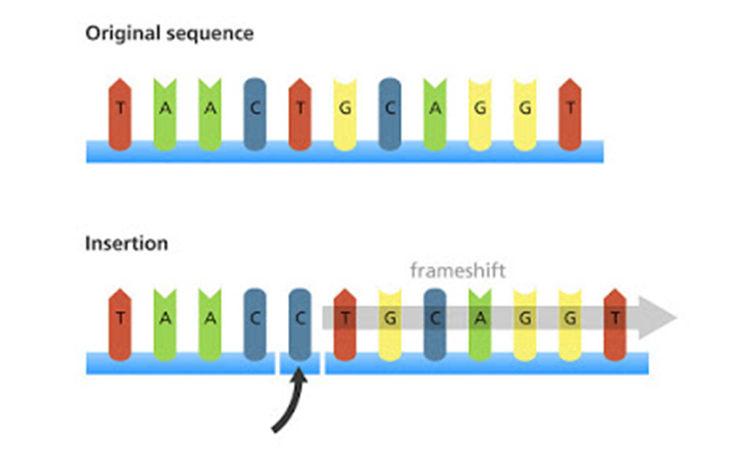 Original sequence
T A A C T G C A G G T
Insertion
frameshift
T A A C C T G C A G G T